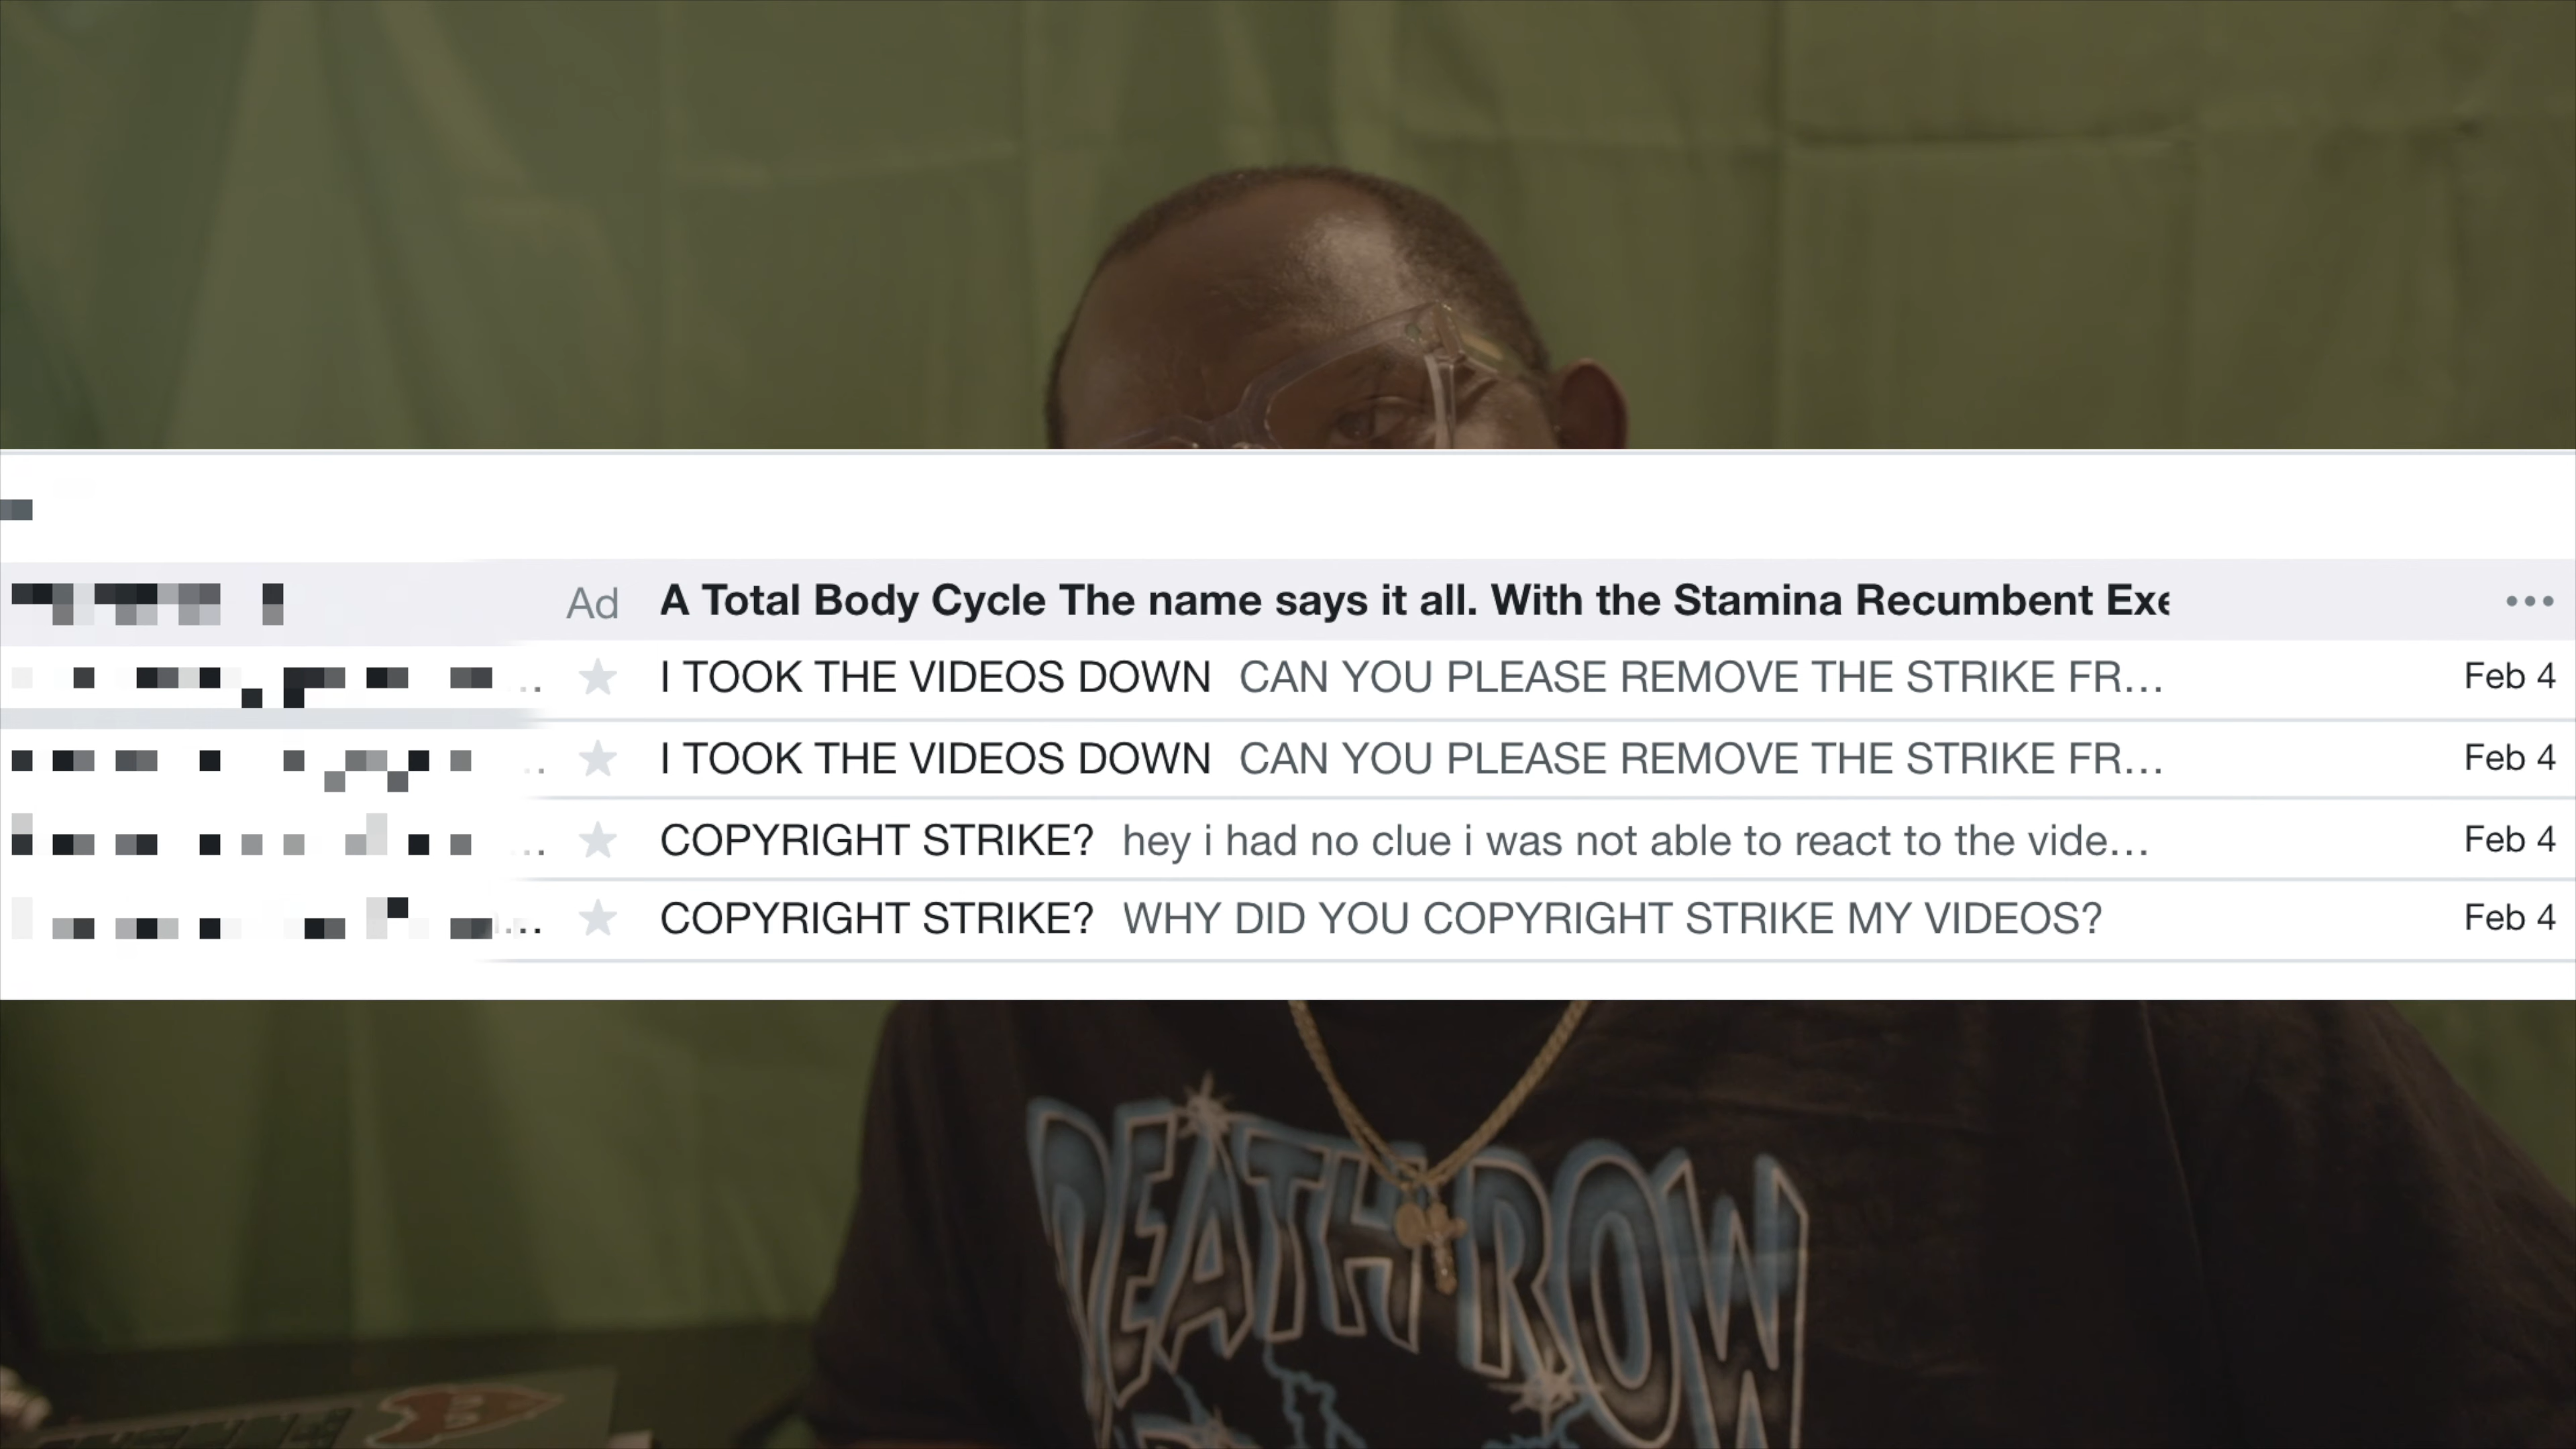 Ad A Total Body Cycle The name says it all. With the Stamina Recumbent Exe
I TOOK THE VIDEOS DOWN CAN YOU PLEASE REMOVE THE STRIKE FR... Feb 4
I TOOK THE VIDEOS DOWN CAN YOU PLEASE REMOVE THE STRIKE FR... Feb 4
COPYRIGHT STRIKE? hey i had no clue i was not able to react to the vide... Feb 4
COPYRIGHT STRIKE? WHY DID YOU COPYRIGHT STRIKE MY VIDEOS? Feb 4
DEATH ROW